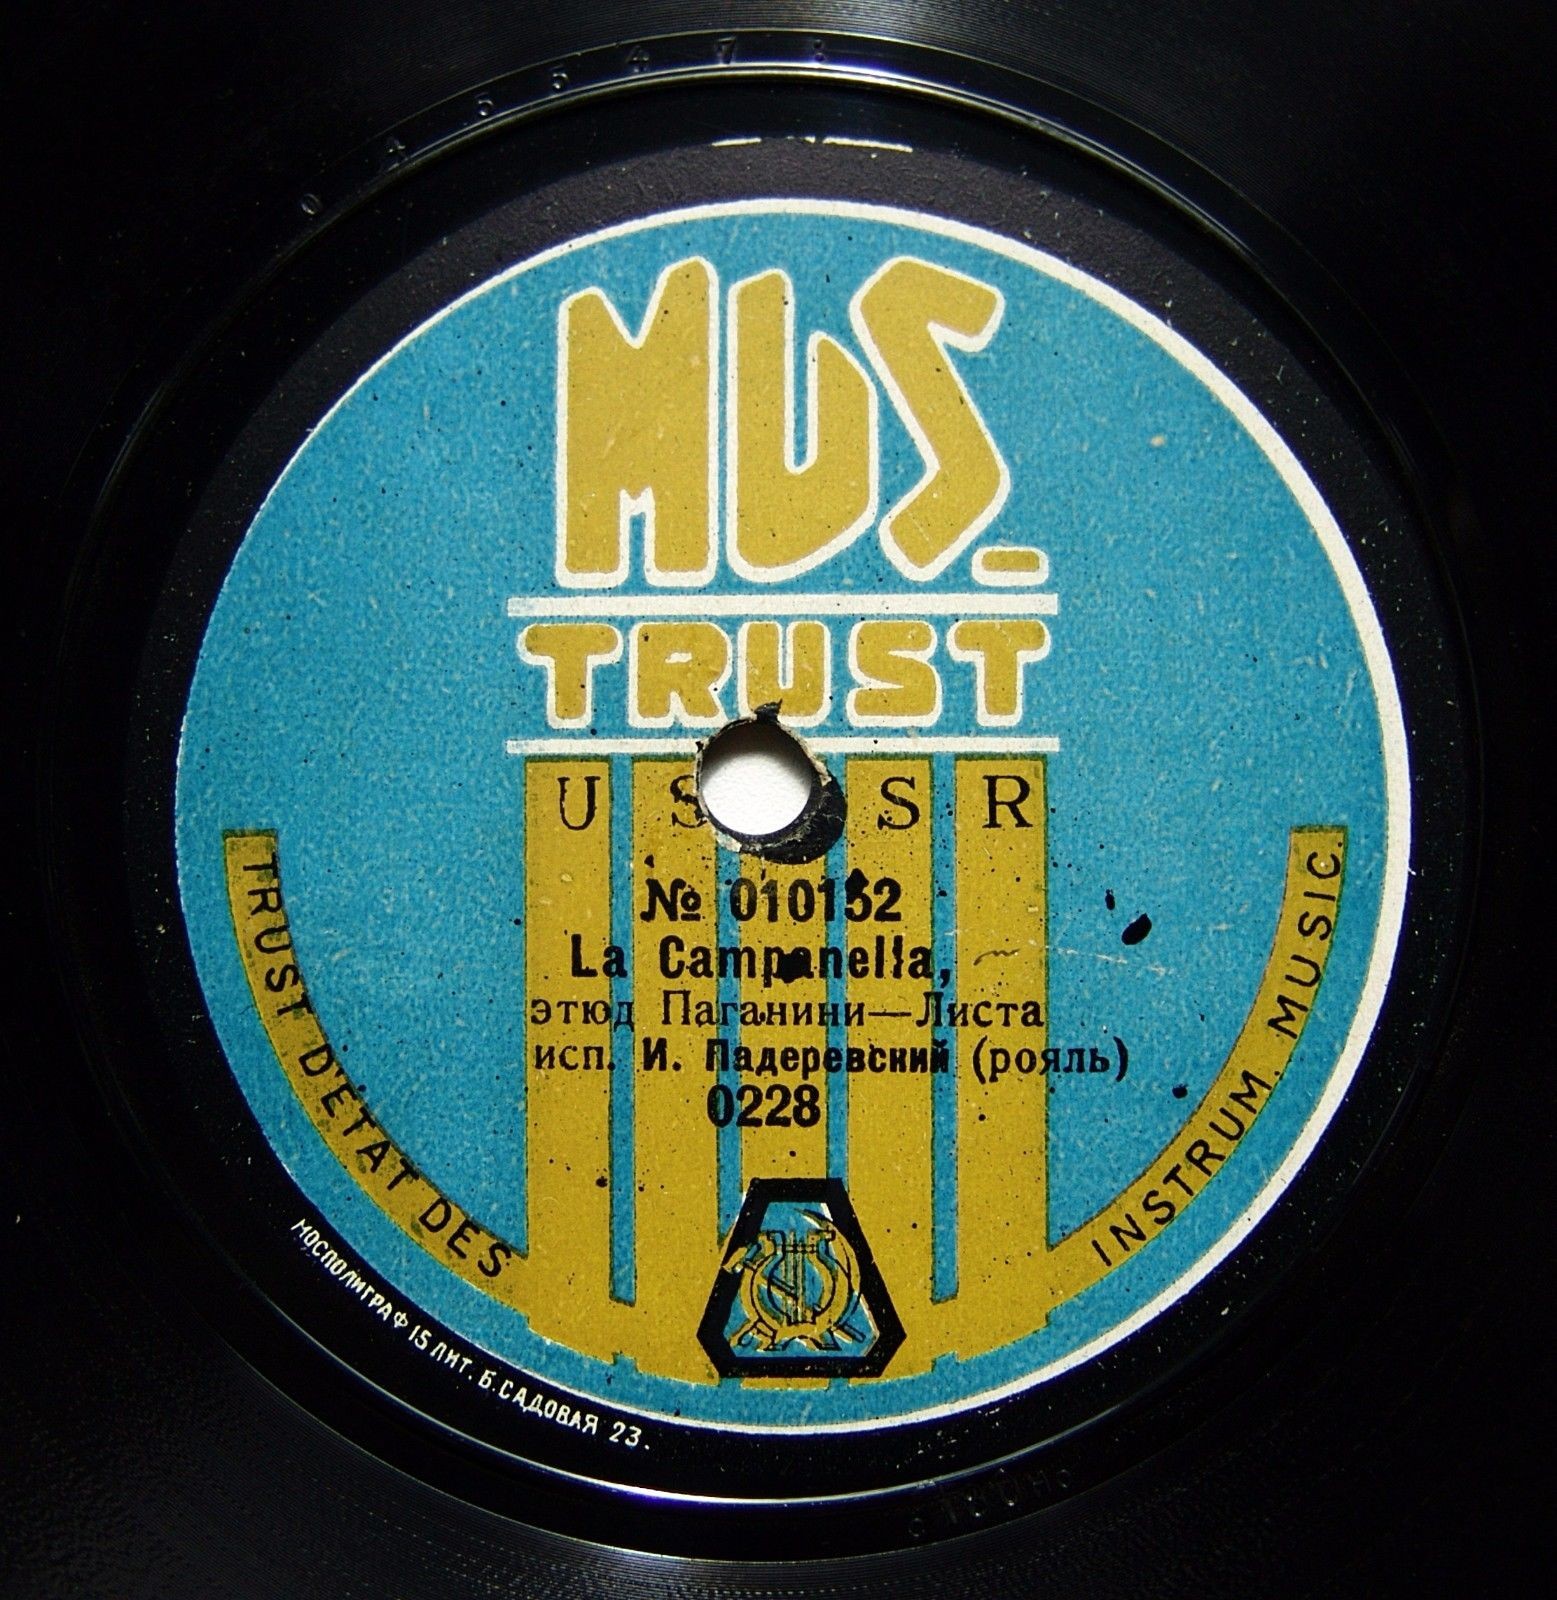 MUS_
TRUST
U S S R
№ 010152
La Campanella,
этюд Паганини—Листа
исп. И. Падеревский (рояль)
0228
TRUST D'ETAT DES
INSTRUM. MUSIC.
МОСПОЛИГРАФ 15 ЛИТ. Б. САДОВАЯ 23.